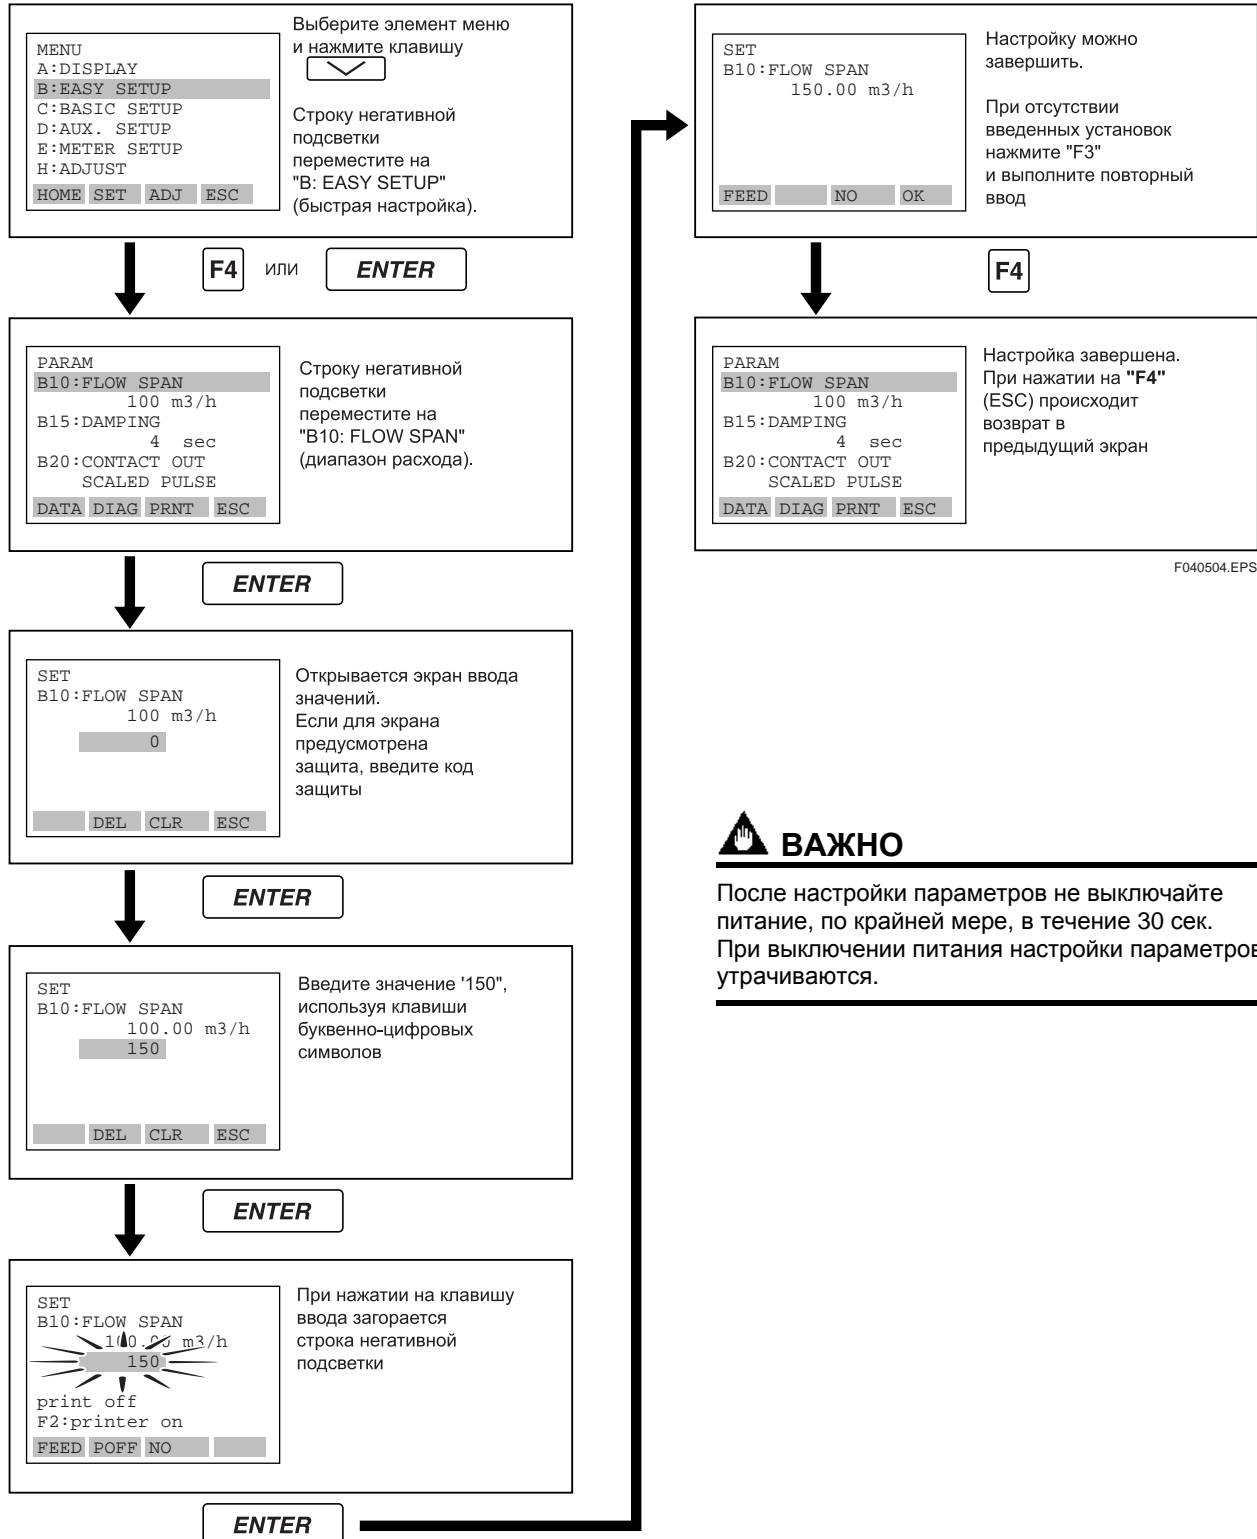 MENU
A:DISPLAY
B:EASY SETUP
C:BASIC SETUP
D:AUX. SETUP
E:METER SETUP
H:ADJUST
HOME SET ADJ ESC
Выберите элемент меню
и нажмите клавишу
Строку негативной
подсветки
переместите на
"B: EASY SETUP"
(быстрая настройка).
F4 ИЛИ ENTER
PARAM
B10:FLOW SPAN
100 m3/h
B15:DAMPING
4 sec
B20:CONTACT OUT
SCALED PULSE
DATA DIAG PRNT ESC
Строку негативной
подсветки
переместите на
"B10: FLOW SPAN"
(диапазон расхода).
ENTER
SET
B10:FLOW SPAN
100 m3/h
0
DEL CLR ESC
Открывается экран ввода
значений.
Если для экрана
предусмотрена
защита, введите код
защиты
ENTER
SET
B10:FLOW SPAN
100.00 m3/h
150
DEL CLR ESC
Введите значение '150",
используя клавиши
буквенно-цифровых
символов
ENTER
SET
B10:FLOW SPAN
100.00 m3/h
150
print off
F2:printer on
FEED POFF NO
При нажатии на клавишу
ввода загорается
строка негативной
подсветки
ENTER
SET
B10:FLOW SPAN
150.00 m3/h
FEED NO OK
Настройку можно
завершить.
При отсутствии
введенных установок
нажмите "F3"
и выполните повторный
ввод
F4
PARAM
B10:FLOW SPAN
100 m3/h
B15:DAMPING
4 sec
B20:CONTACT OUT
SCALED PULSE
DATA DIAG PRNT ESC
Настройка завершена.
При нажатии на "F4"
(ESC) происходит
возврат в
предыдущий экран
F040504.EPS
ВАЖНО
После настройки параметров не выключайте
питание, по крайней мере, в течение 30 сек.
При выключении питания настройки параметров
утрачиваются.